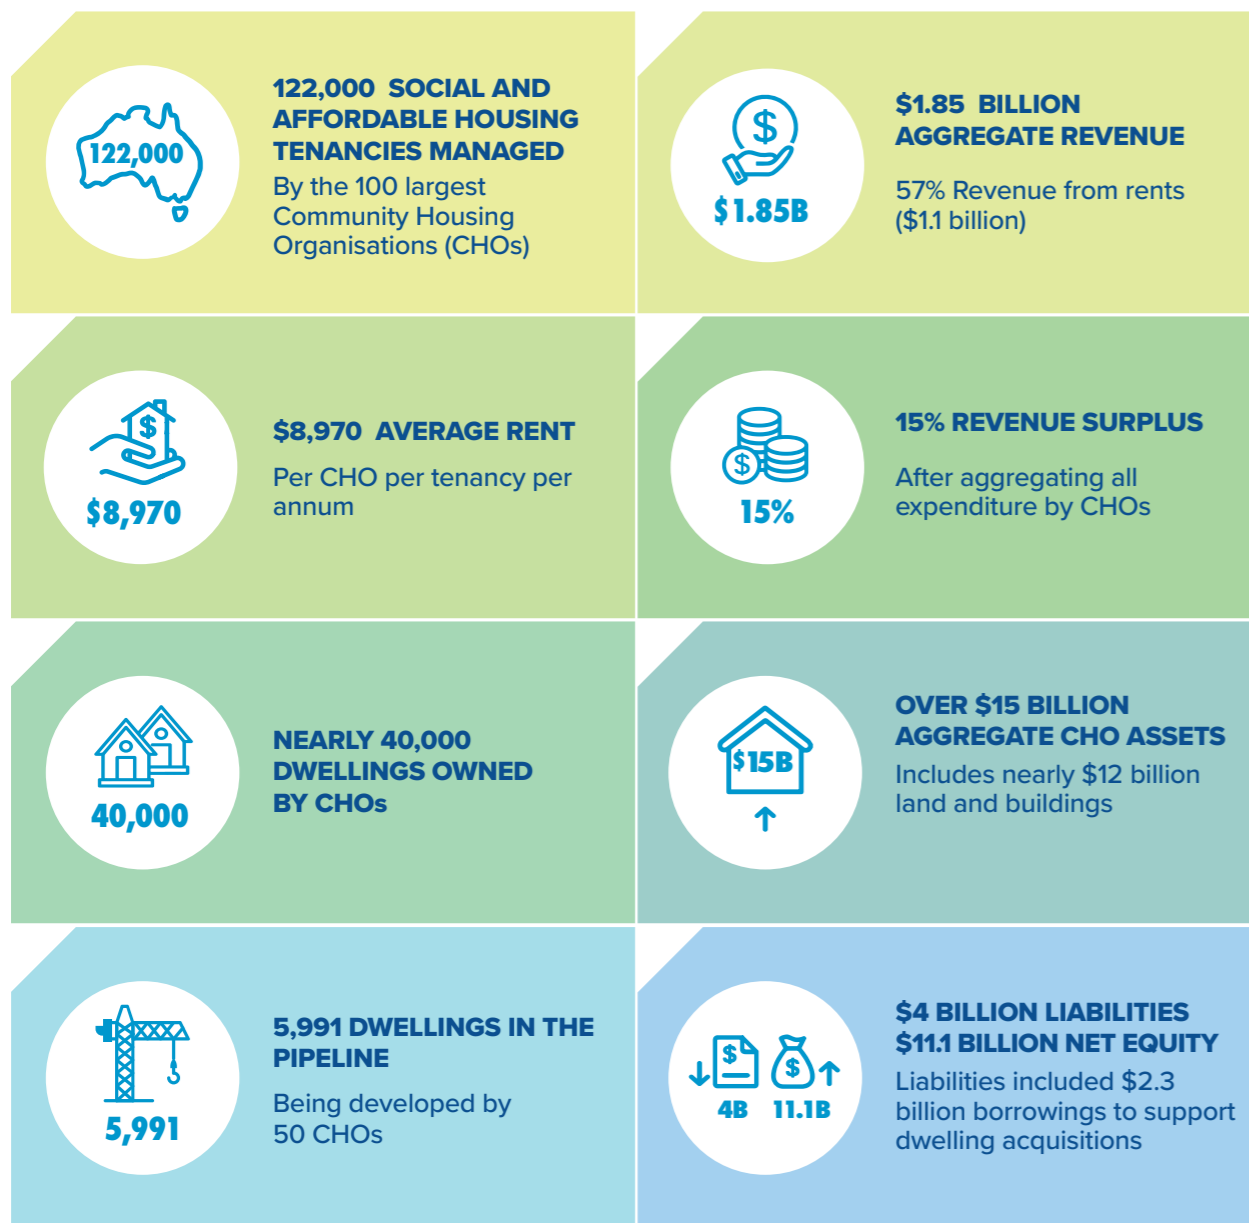 122,000
122,000 SOCIAL AND
AFFORDABLE HOUSING
TENANCIES MANAGED
By the 100 largest
Community Housing
Organisations (CHOs)
$
$1.85B
$1.85 BILLION
AGGREGATE REVENUE
57% Revenue from rents
($1.1 billion)
$
$8,970
$8,970 AVERAGE RENT
Per CHO per tenancy per
annum
$
15%
15% REVENUE SURPLUS
After aggregating all
expenditure by CHOs
40,000
NEARLY 40,000
DWELLINGS OWNED
BY CHOs
$15B
OVER $15 BILLION
AGGREGATE CHO ASSETS
Includes nearly $12 billion
land and buildings
5,991
5,991 DWELLINGS IN THE
PIPELINE
Being developed by
50 CHOs
$ $
4B 11.1B
$4 BILLION LIABILITIES
$11.1 BILLION NET EQUITY
Liabilities included $2.3
billion borrowings to support
dwelling acquisitions